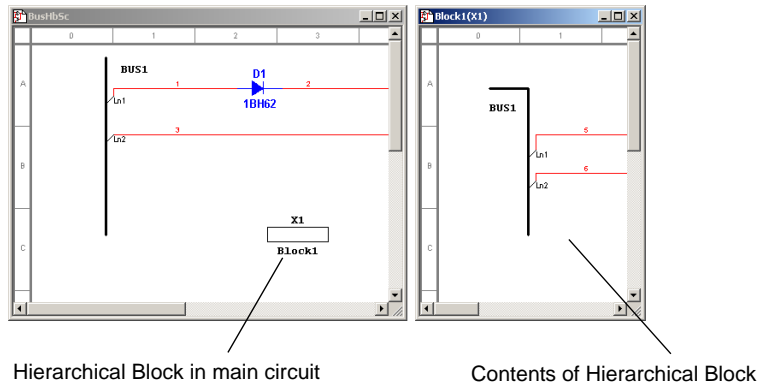 BusHbSc
0 1 2 3
A
BUS1
D1
1 2
Ln1
1BH62
3
Ln2
B
X1
C
Block1
Block1(X1)
0 1
A
BUS1
5
Ln1
B
6
Ln2
C
Hierarchical Block in main circuit
Contents of Hierarchical Block